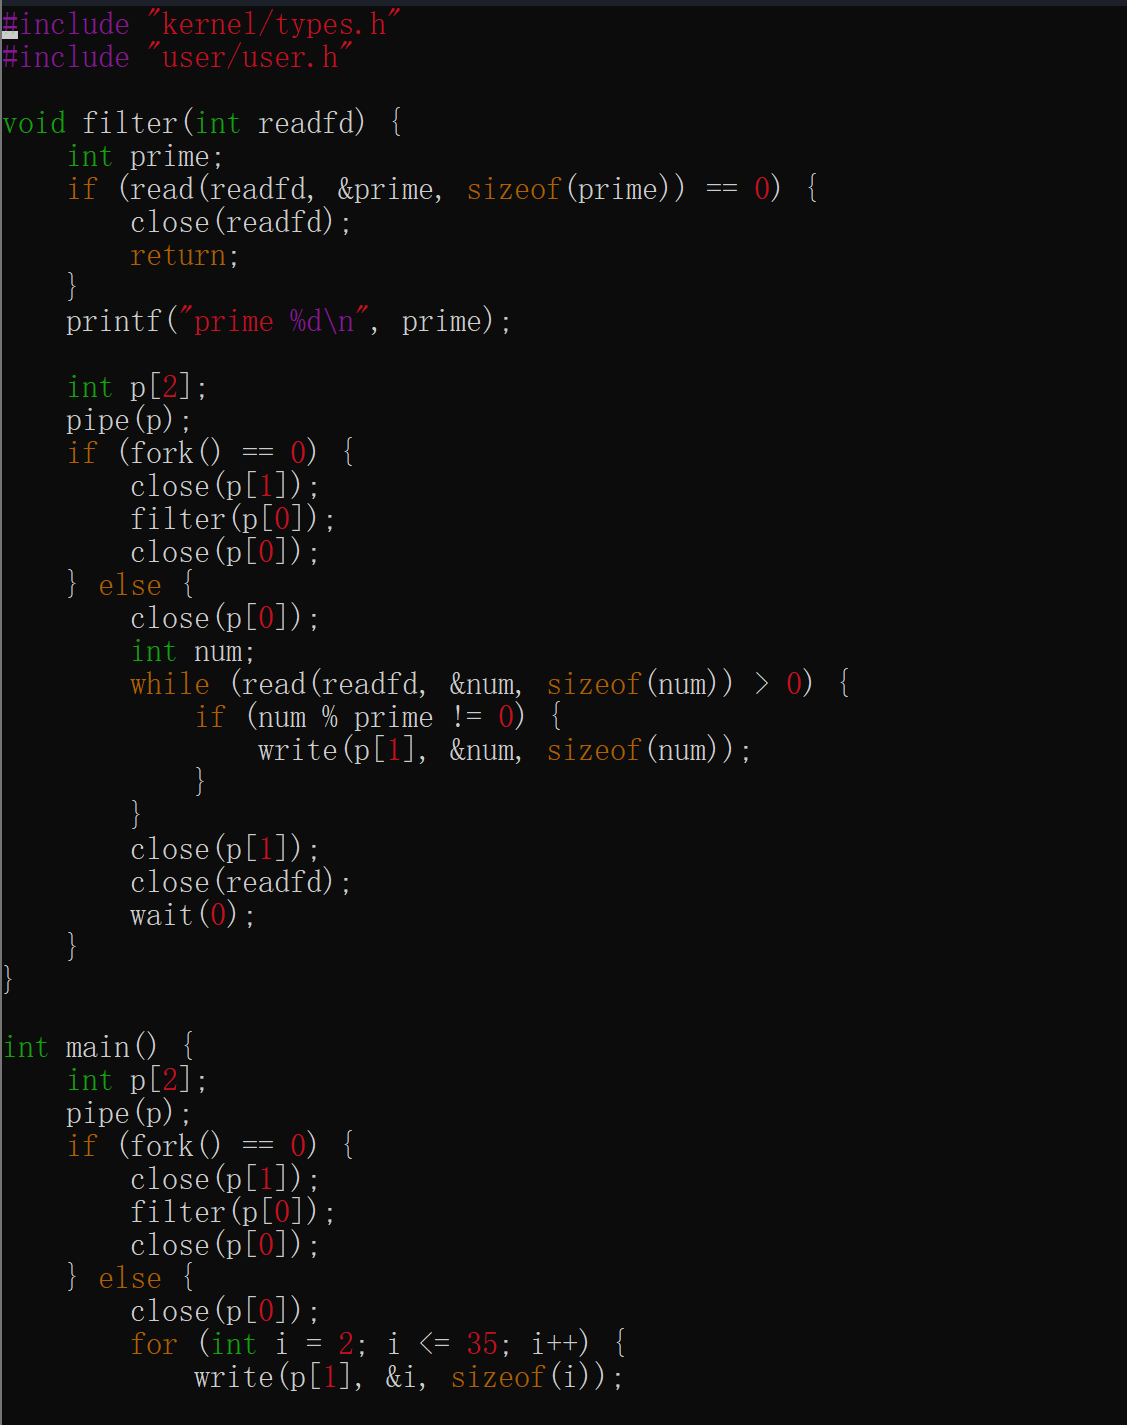 #include "kernel/types.h"
#include "user/user.h"

void filter(int readfd) {
    int prime;
    if (read(readfd, &prime, sizeof(prime)) == 0) {
        close(readfd);
        return;
    }
    printf("prime %d\n", prime);

    int p[2];
    pipe(p);
    if (fork() == 0) {
        close(p[1]);
        filter(p[0]);
        close(p[0]);
    } else {
        close(p[0]);
        int num;
        while (read(readfd, &num, sizeof(num)) > 0) {
            if (num % prime != 0) {
                write(p[1], &num, sizeof(num));
            }
        }
        close(p[1]);
        close(readfd);
        wait(0);
    }
}

int main() {
    int p[2];
    pipe(p);
    if (fork() == 0) {
        close(p[1]);
        filter(p[0]);
        close(p[0]);
    } else {
        close(p[0]);
        for (int i = 2; i <= 35; i++) {
            write(p[1], &i, sizeof(i));